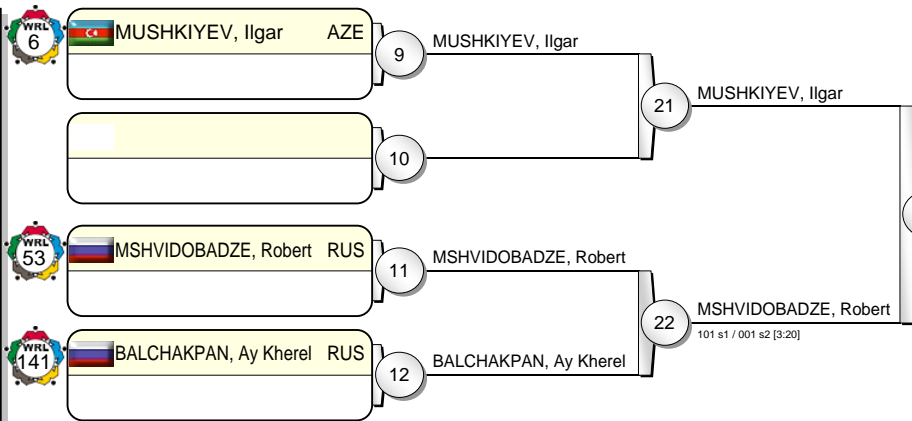 WRL
6
MUSHKIYEV, Ilgar AZE
9
MUSHKIYEV, Ilgar
21
MUSHKIYEV, Ilgar
10
WRL
53
MSHVIDOBADZE, Robert RUS
11
MSHVIDOBADZE, Robert
22
MSHVIDOBADZE, Robert
101 s1 / 001 s2 [3:20]
WRL
141
BALCHAKPAN, Ay Kherel RUS
12
BALCHAKPAN, Ay Kherel